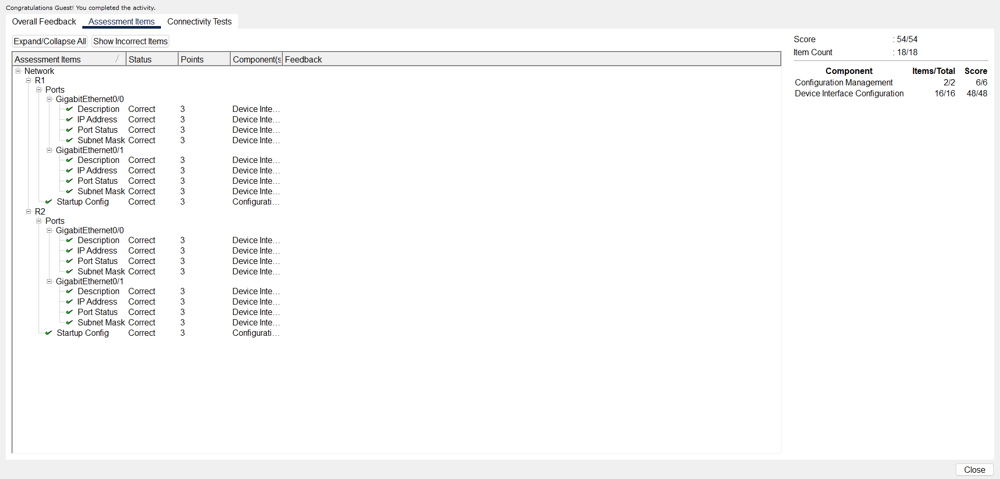 Congratulations Guest! You completed the activity.
Overall Feedback Assessment Items Connectivity Tests
Expand/Collapse All Show Incorrect Items
Assessment Items Status Points Component(s Feedback
Network
R1
Ports
GigabitEthernet0/0
Description Correct 3 Device Inte...
IP Address Correct 3 Device Inte...
Port Status Correct 3 Device Inte...
Subnet Mask Correct 3 Device Inte...
GigabitEthernet0/1
Description Correct 3 Device Inte...
IP Address Correct 3 Device Inte...
Port Status Correct 3 Device Inte...
Subnet Mask Correct 3 Device Inte...
Startup Config Correct 3 Configurati...
R2
Ports
GigabitEthernet0/0
Description Correct 3 Device Inte...
IP Address Correct 3 Device Inte...
Port Status Correct 3 Device Inte...
Subnet Mask Correct 3 Device Inte...
GigabitEthernet0/1
Description Correct 3 Device Inte...
IP Address Correct 3 Device Inte...
Port Status Correct 3 Device Inte...
Subnet Mask Correct 3 Device Inte...
Startup Config Correct 3 Configurati...
Score : 54/54
Item Count : 18/18
Component Items/Total Score
Configuration Management 2/2 6/6
Device Interface Configuration 16/16 48/48
Close